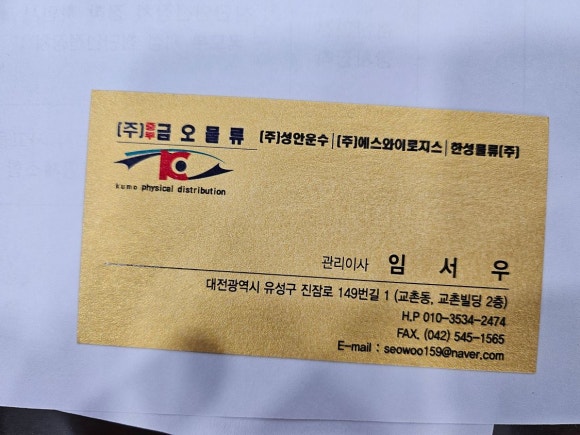 (주)충주금오물류 (주)성안운수|(주)에스와이로지스|한성물류(주)
kumo physical distribution
관리이사 임 서 우
대전광역시 유성구 진잠로 149번길 1 (교촌동, 교촌빌딩 2층)
H.P 010-3534-2474
FAX. (042) 545-1565
E-mail : seowoo159@naver.com